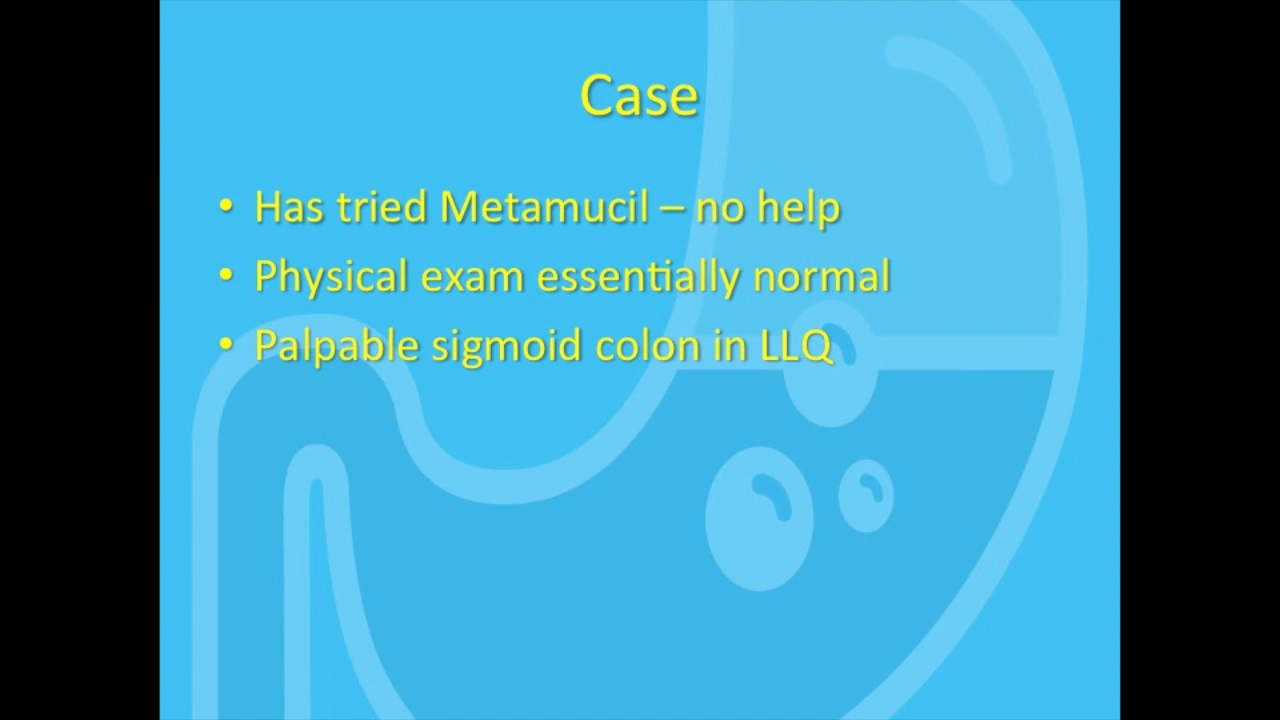 Case
• Has tried Metamucil – no help
• Physical exam essentially normal
• Palpable sigmoid colon in LLQ